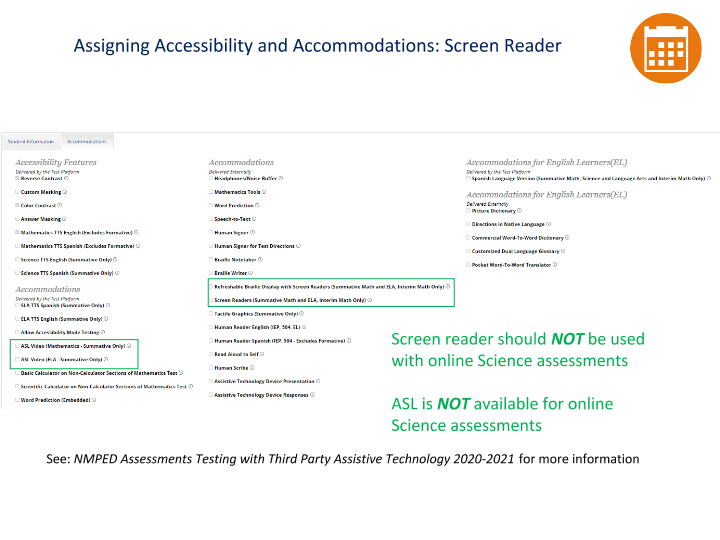 Assigning Accessibility and Accommodations: Screen Reader
Student Information
Accommodations
Accessibility Features
Delivered by the Test Platform
Reverse Contrast
Custom Masking
Color Contrast
Answer Masking
Mathematics TTS English (Excludes Formative)
Mathematics TTS Spanish (Excludes Formative)
Science TTS English (Summative Only)
Science TTS Spanish (Summative Only)
Accommodations
Delivered by the Test Platform
SLA TTS Spanish (Summative Only)
ELA TTS English (Summative Only)
Allow Accessibility Mode Testing
ASL Video (Mathematics - Summative Only)
ASL Video (ELA - Summative Only)
Basic Calculator on Non-Calculator Sections of Mathematics Test
Scientific Calculator on Non-Calculator Sections of Mathematics Test
Word Prediction (Embedded)
Accommodations
Delivered Externally
Headphones/Noise Buffer
Mathematics Tools
Word Prediction
Speech-to-Text
Human Signer
Human Signer for Test Directions
Braille Notetaker
Braille Writer
Refreshable Braille Display with Screen Readers (Summative Math and ELA, Interim Math Only)
Screen Readers (Summative Math and ELA, Interim Math Only)
Tactile Graphics (Summative Only)
Human Reader English (IEP, 504, EL)
Human Reader Spanish (IEP, 504 - Excludes Formative)
Read Aloud to Self
Human Scribe
Assistive Technology Device Presentation
Assistive Technology Device Responses
Accommodations for English Learners(EL)
Delivered by the Test Platform
Spanish Language Version (Summative Math, Science and Language Arts and Interim Math Only)
Accommodations for English Learners(EL)
Delivered Externally
Picture Dictionary
Directions in Native Language
Commercial Word-To-Word Dictionary
Customized Dual Language Glossary
Pocket Word-To-Word Translator
Screen reader should NOT be used
with online Science assessments
ASL is NOT available for online
Science assessments
See: NMPED Assessments Testing with Third Party Assistive Technology 2020-2021 for more information